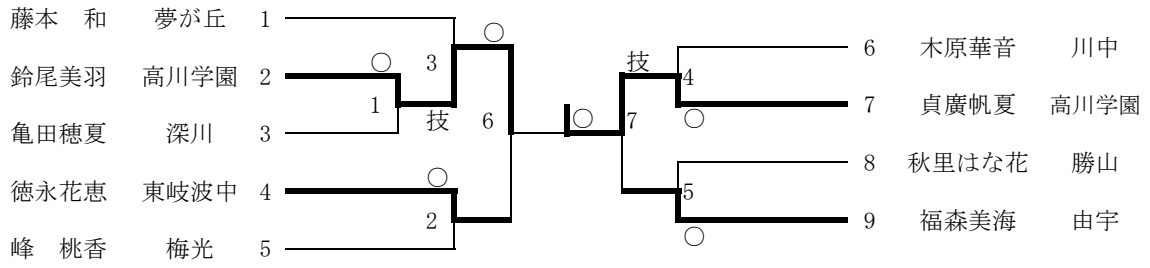 藤本　和　夢が丘　1
鈴尾美羽　高川学園　2
亀田穂夏　深川　3
徳永花恵　東岐波中　4
峰　桃香　梅光　5
○
1
技
3
○
○
2
6
○
7
技
4
○
5
○
6　木原華音　川中
7　貞廣帆夏　高川学園
8　秋里はな花　勝山
9　福森美海　由宇